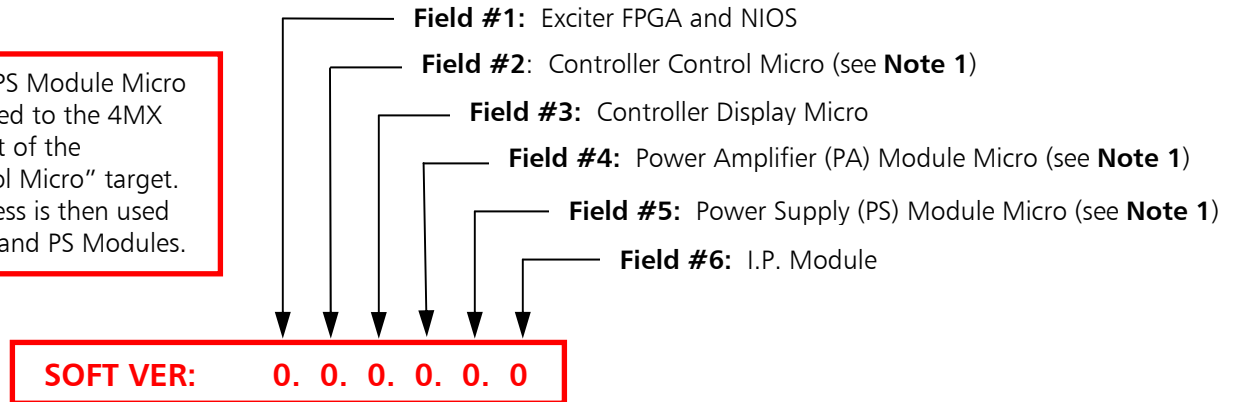 Field #1: Exciter FPGA and NIOS
Field #2: Controller Control Micro (see Note 1)
Field #3: Controller Display Micro
Field #4: Power Amplifier (PA) Module Micro (see Note 1)
Field #5: Power Supply (PS) Module Micro (see Note 1)
Field #6: I.P. Module
PS Module Micro
ed to the 4MX
t of the
ol Micro” target.
ess is then used
and PS Modules.
SOFT VER: 0. 0. 0. 0. 0. 0